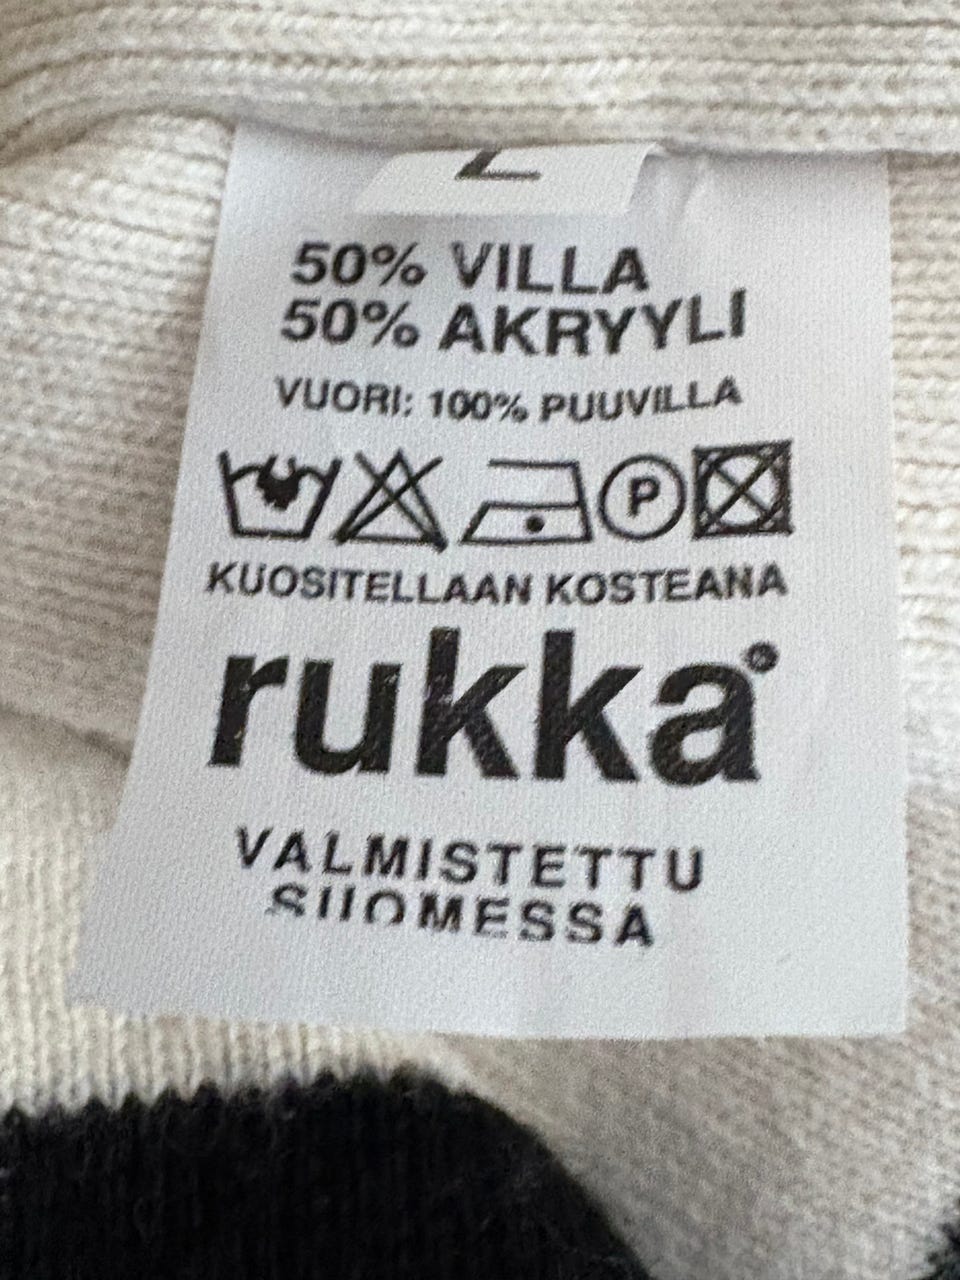 50% VILLA
50% AKRYYLI
VUORI: 100% PUUVILLA
P
KUOSITELLAAN KOSTEANA
rukka®
VALMISTETTU
SUOMESSA